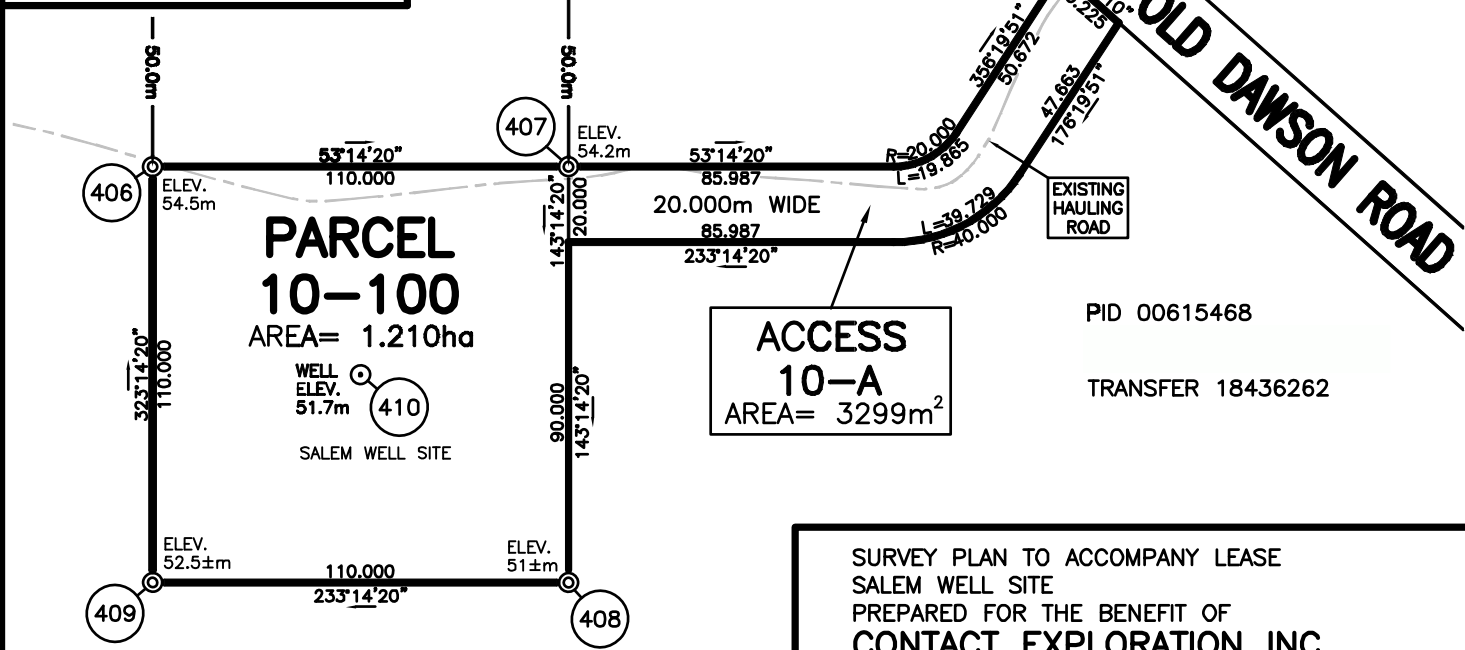 50.0m
50.0m
356°19'51"
50.672
.225
10"
OLD DAWSON ROAD
47.663
176°19'51"
407
ELEV.
54.2m
53°14'20"
110.000
53°14'20"
85.987
R=20.000
L=19.865
406
ELEV.
54.5m
143°14'20"
20.000
20.000m WIDE
EXISTING
HAULING
ROAD
L=39.729
R=40.000
85.987
233°14'20"
PARCEL
10-100
AREA= 1.210ha
PID 00615468
323°14'20"
110.000
WELL
ELEV.
51.7m
410
SALEM WELL SITE
90.000
143°14'20"
ACCESS
10-A
AREA= 3299m²
TRANSFER 18436262
ELEV.
52.5±m
ELEV.
51±m
110.000
233°14'20"
409
408
SURVEY PLAN TO ACCOMPANY LEASE
SALEM WELL SITE
PREPARED FOR THE BENEFIT OF
CONTACT EXPLORATION INC